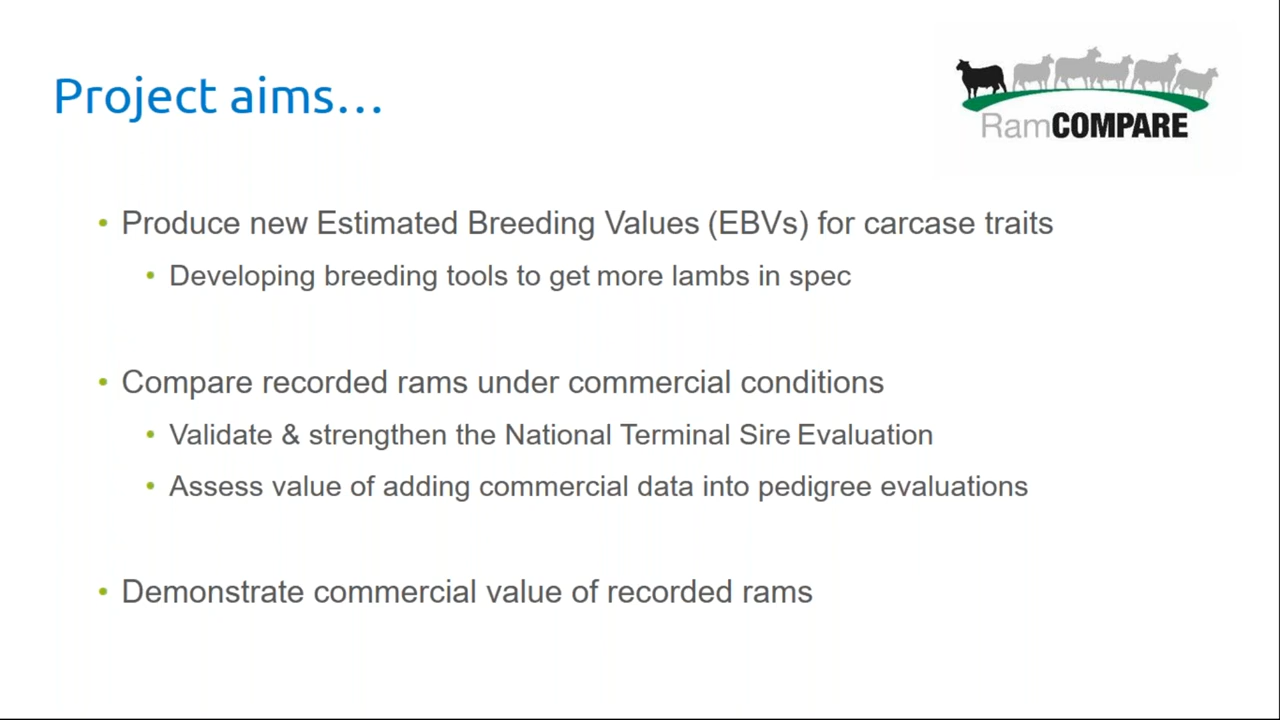 Project aims…
RamCOMPARE
• Produce new Estimated Breeding Values (EBVs) for carcase traits
• Developing breeding tools to get more lambs in spec
• Compare recorded rams under commercial conditions
• Validate & strengthen the National Terminal Sire Evaluation
• Assess value of adding commercial data into pedigree evaluations
• Demonstrate commercial value of recorded rams